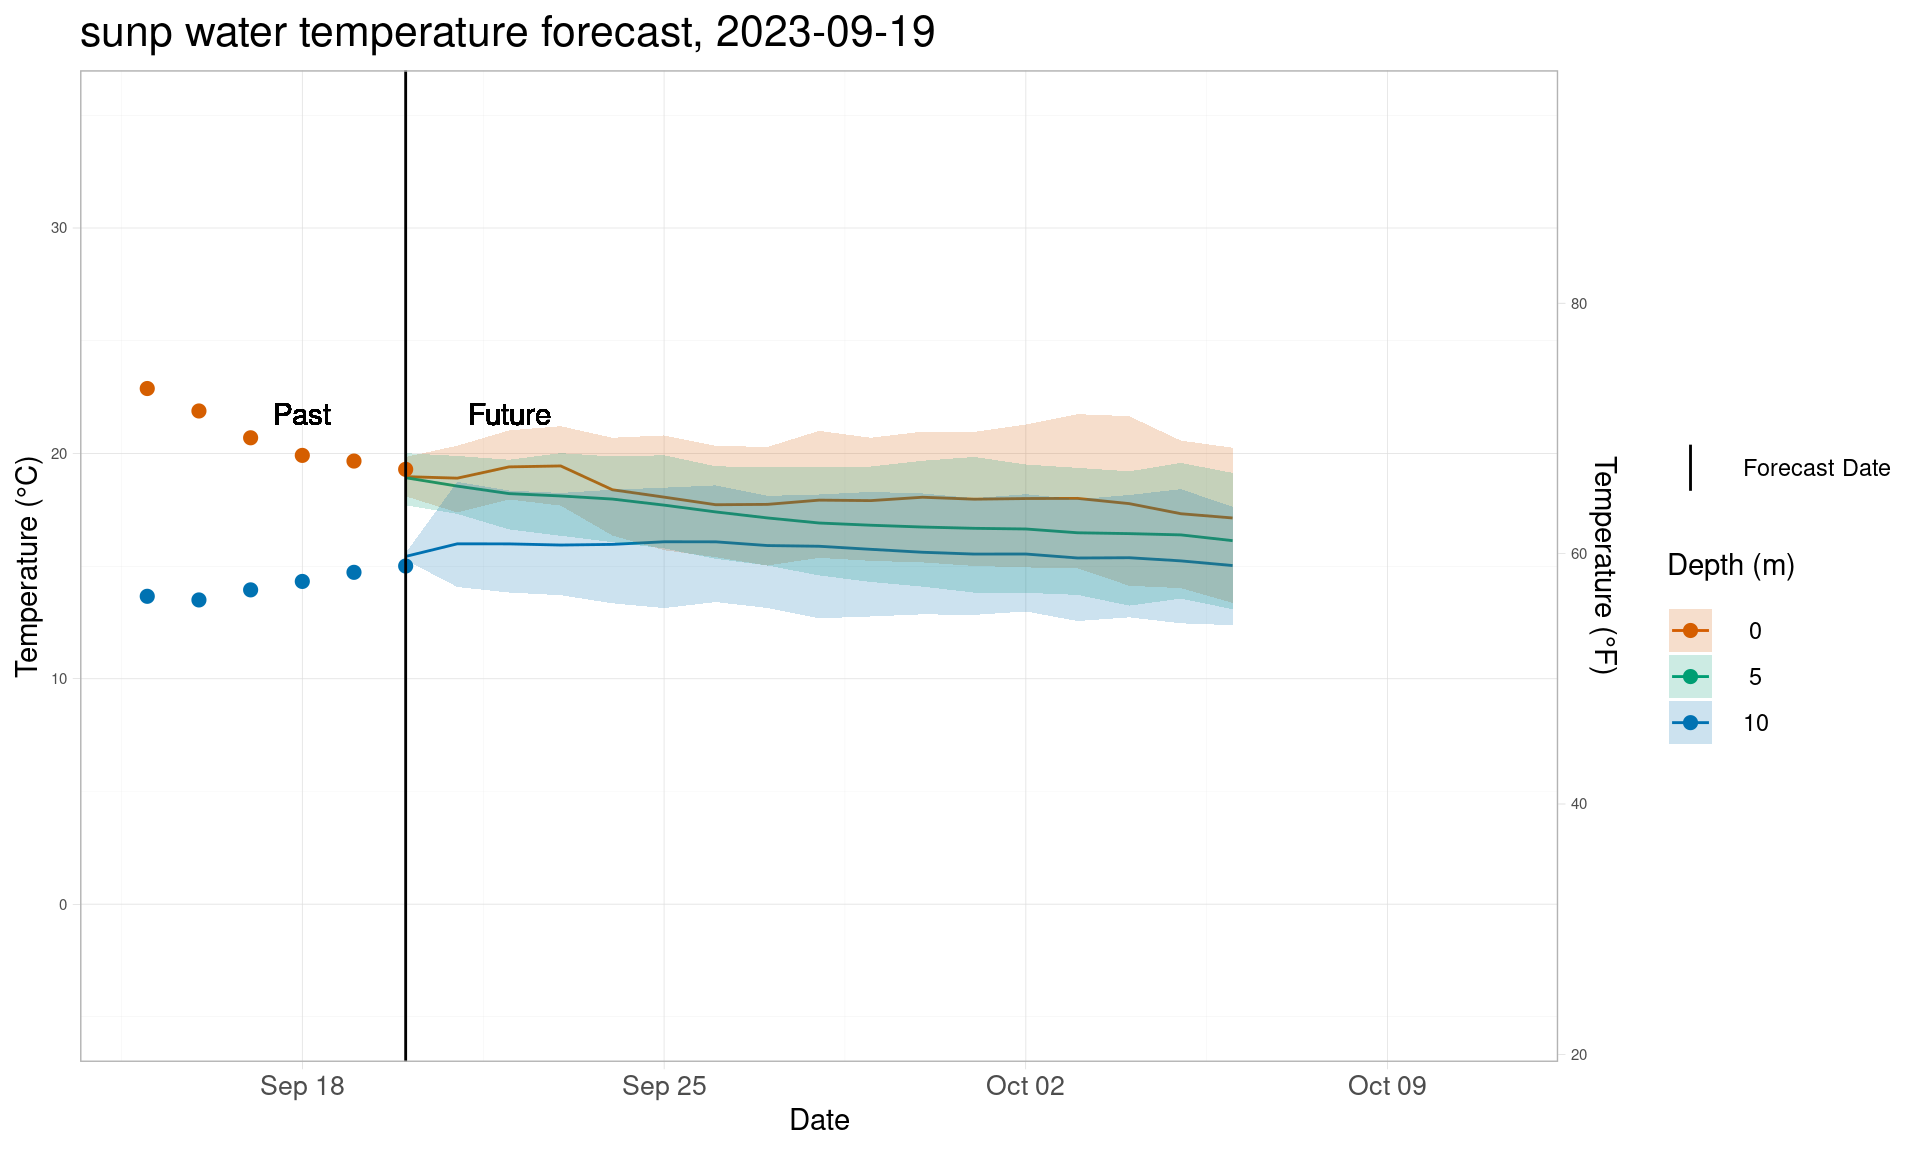 sunp water temperature forecast, 2023-09-19
Past
Future
30
20
10
0
Temperature (°C)
80
60
40
20
Temperature (°F)
Sep 18
Sep 25
Oct 02
Oct 09
Date
Forecast Date
Depth (m)
0
5
10